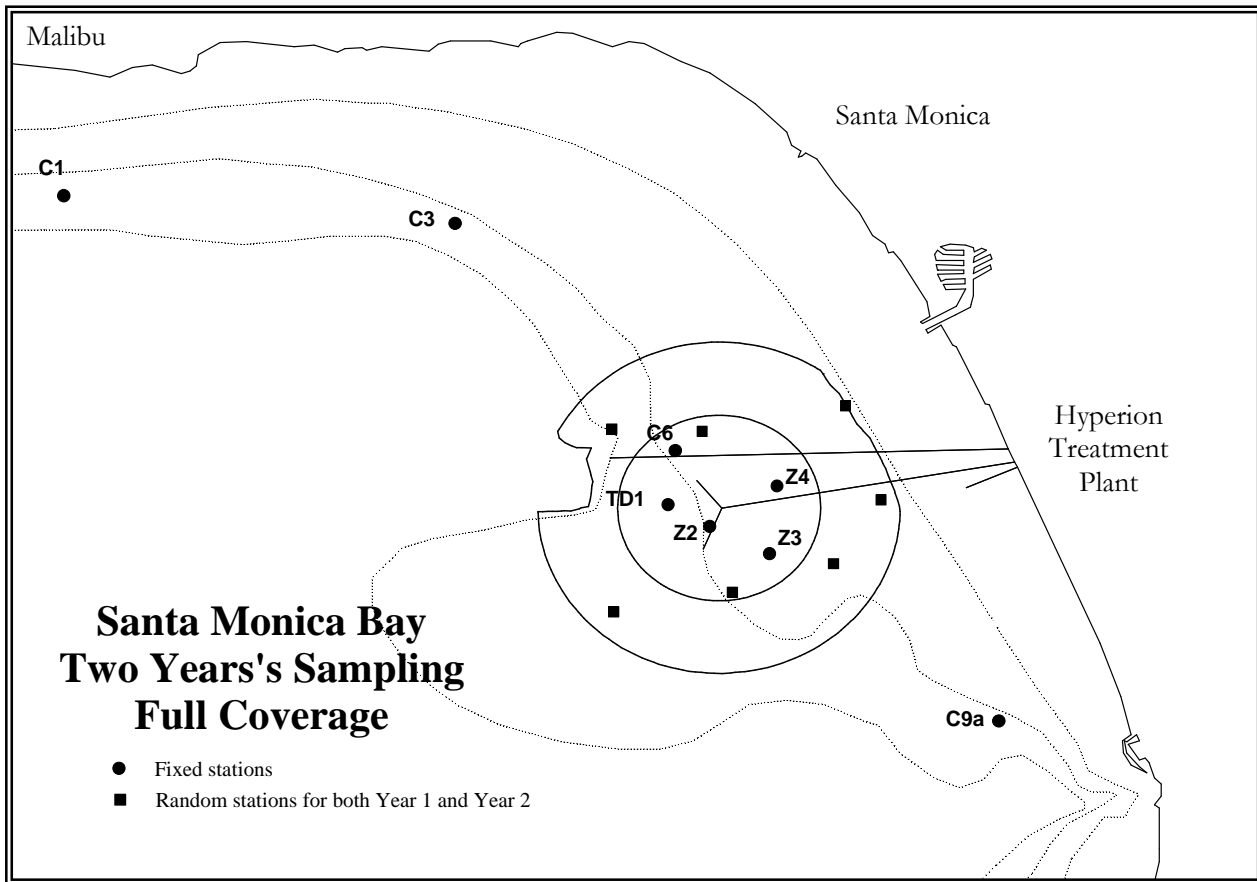 Malibu
Santa Monica
C1
C3
Hyperion
Treatment
Plant
C6
Z4
TD1
Z2
Z3
Santa Monica Bay
Two Years's Sampling
Full Coverage
C9a
Fixed stations
Random stations for both Year 1 and Year 2